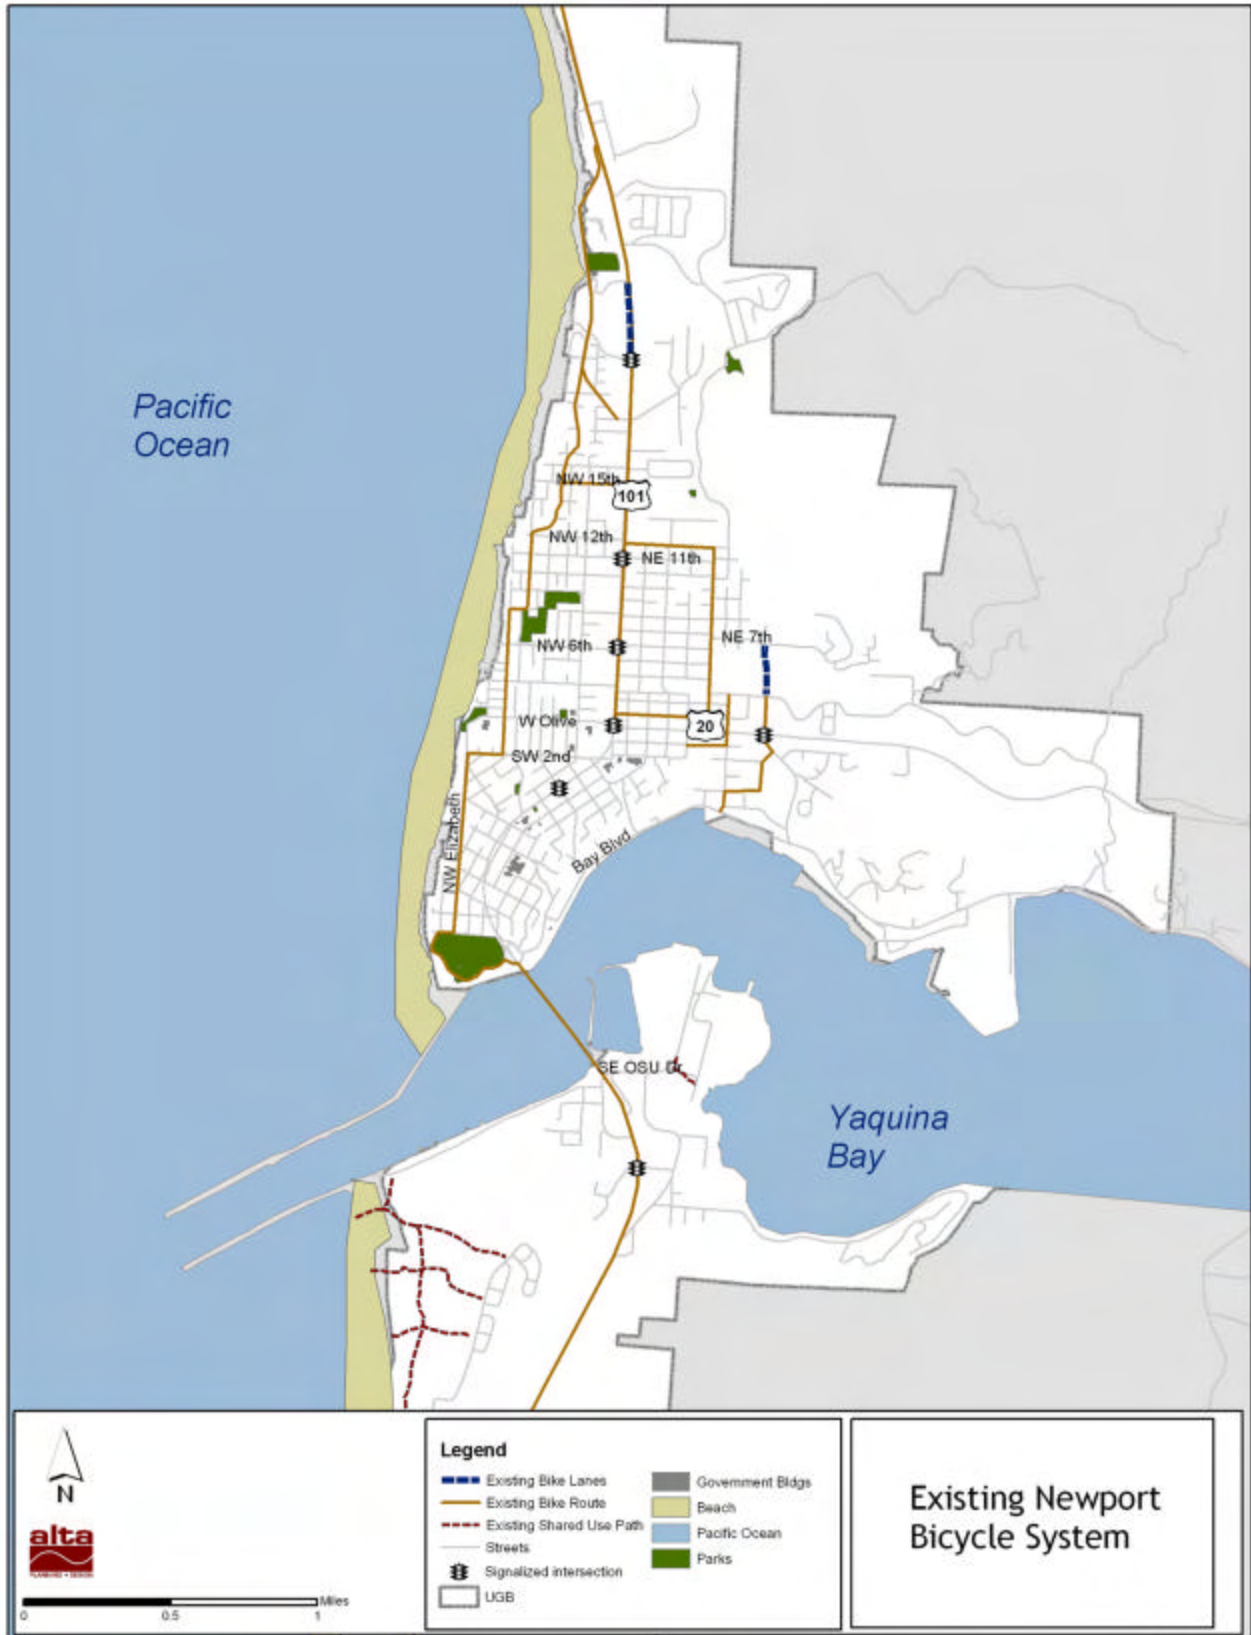 Pacific
Ocean
NW 15th
101
NW 12th
NE 11th
NE 7th
NW 6th
W Olive
20
SW 2nd
NW Elizabeth
Bay Blvd
SE OSU Dr
Yaquina
Bay
N
alta
PLANNING + DESIGN
Miles
0 0.5 1
Legend
Existing Bike Lanes
Existing Bike Route
Existing Shared Use Path
Streets
Signalized intersection
UGB
Government Bldgs
Beach
Pacific Ocean
Parks
Existing Newport
Bicycle System